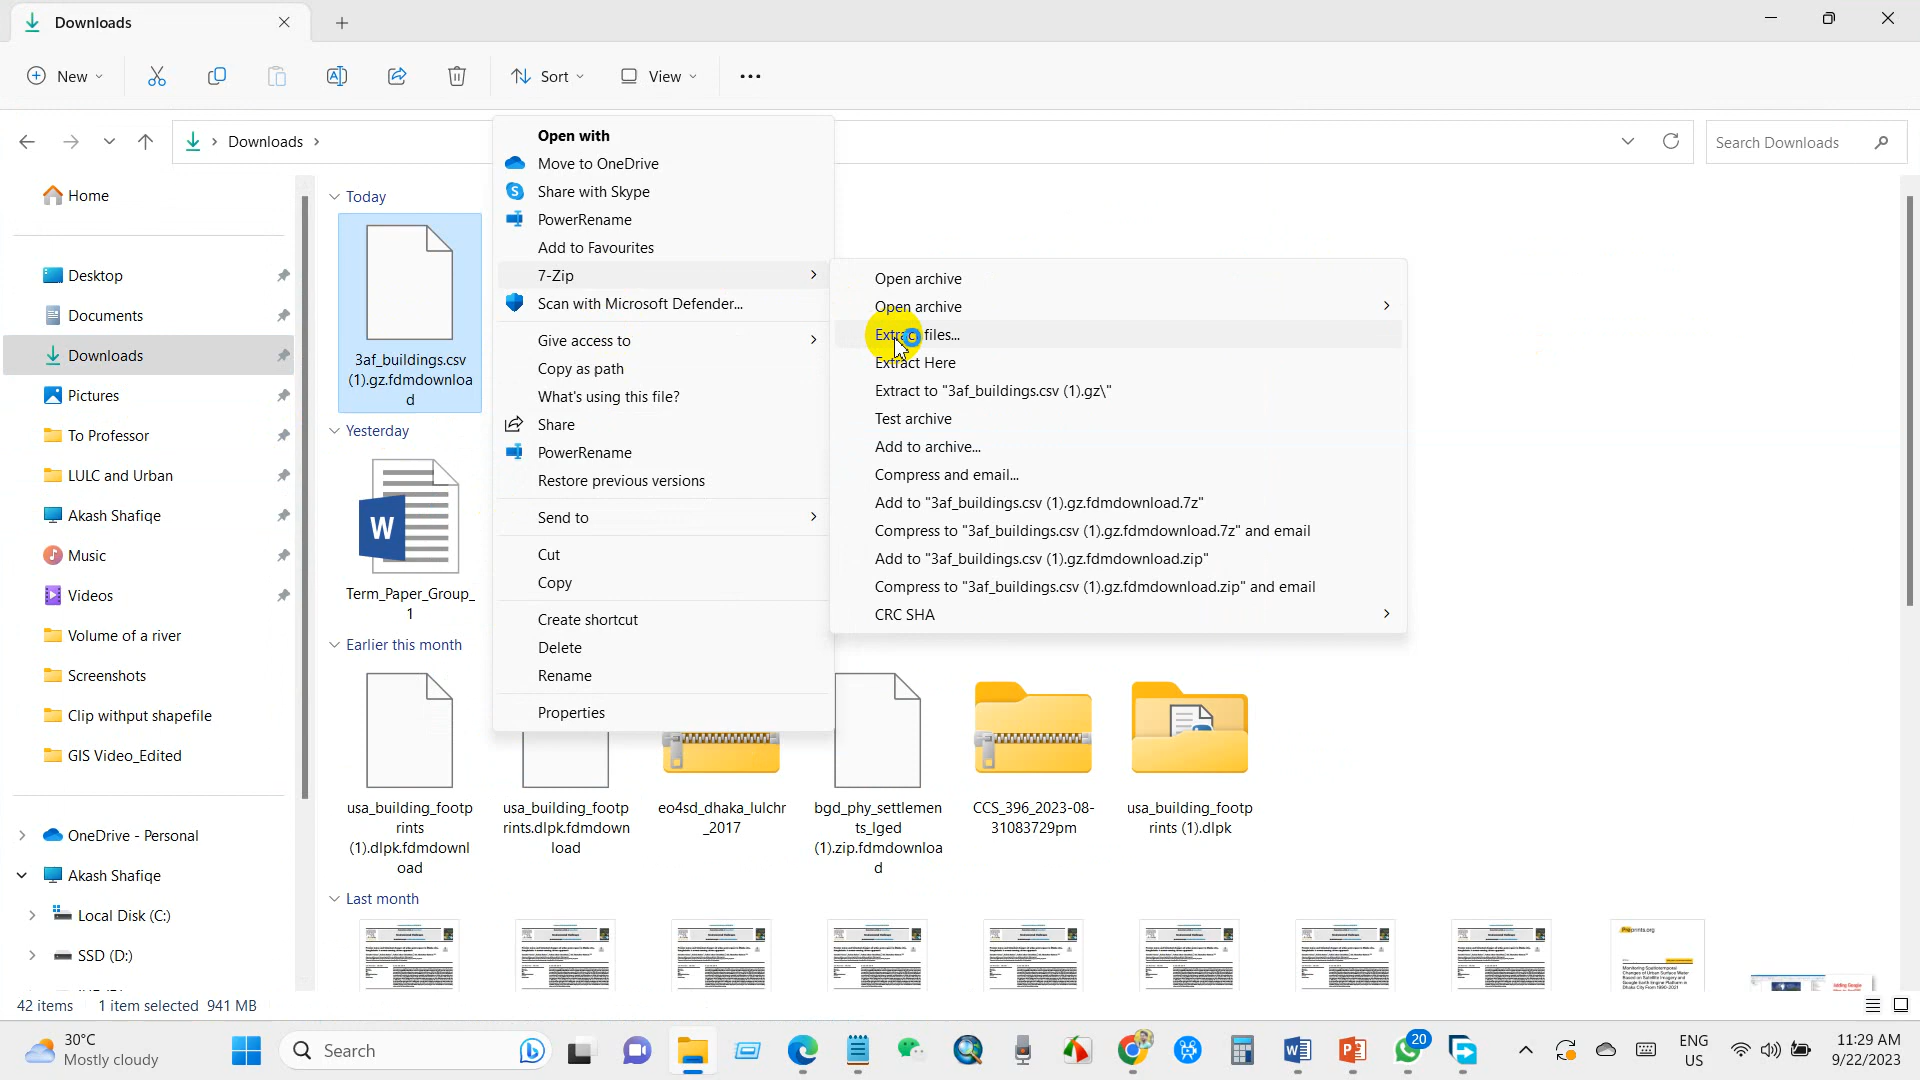 Downloads
New
Sort
View
Downloads
Search Downloads
Home
Desktop
Documents
Downloads
Pictures
To Professor
LULC and Urban
Akash Shafiqe
Music
Videos
Volume of a river
Screenshots
Clip withput shapefile
GIS Video_Edited
OneDrive - Personal
Akash Shafiqe
Local Disk (C:)
SSD (D:)
Today
3af_buildings.csv
(1).gz.fdmdownloa
d
Yesterday
Term_Paper_Group_
1
Earlier this month
usa_building_footp
rints
(1).dlpk.fdmdownl
oad
usa_building_footp
rints.dlpk.fdmdown
load
eo4sd_dhaka_lulchr
_2017
bgd_phy_settlemen
ts_lged
(1).zip.fdmdownloa
d
CCS_396_2023-08-
31083729pm
usa_building_footp
rints (1).dlpk
Last month
Preprints.org
Open with
Move to OneDrive
Share with Skype
PowerRename
Add to Favourites
7-Zip
Scan with Microsoft Defender...
Give access to
Copy as path
What's using this file?
Share
PowerRename
Restore previous versions
Send to
Cut
Copy
Create shortcut
Delete
Rename
Properties
Open archive
Open archive
Extract files...
Extract Here
Extract to "3af_buildings.csv (1).gz\"
Test archive
Add to archive...
Compress and email...
Add to "3af_buildings.csv (1).gz.fdmdownload.7z"
Compress to "3af_buildings.csv (1).gz.fdmdownload.7z" and email
Add to "3af_buildings.csv (1).gz.fdmdownload.zip"
Compress to "3af_buildings.csv (1).gz.fdmdownload.zip" and email
CRC SHA
42 items
1 item selected 941 MB
30°C
Mostly cloudy
Search
20
ENG
US
11:29 AM
9/22/2023